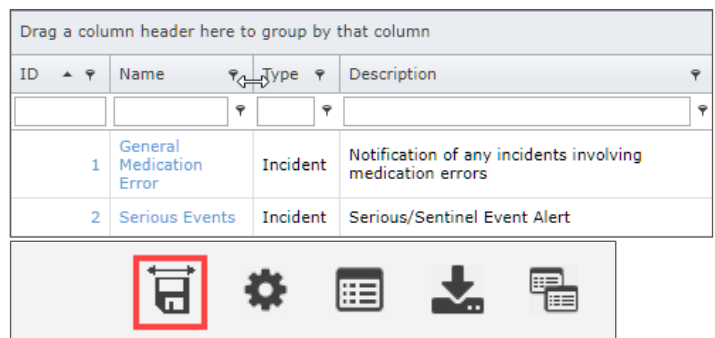 Drag a column header here to group by that column
ID Name Type Description
General
1 Medication Incident Notification of any incidents involving
Error medication errors
2 Serious Events Incident Serious/Sentinel Event Alert